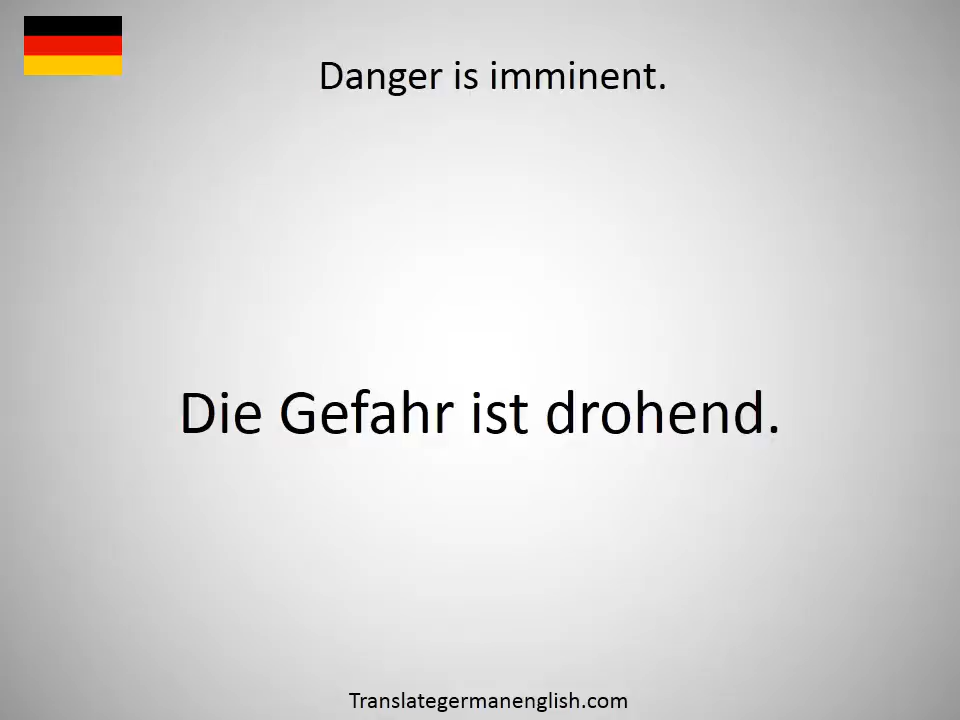 Danger is imminent.
Die Gefahr ist drohend.
Translategermanenglish.com